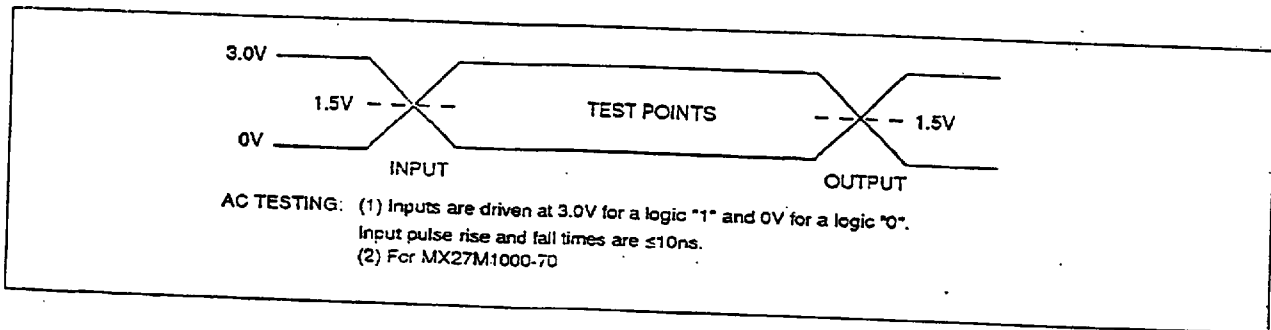 3.0V
1.5V
TEST POINTS
1.5V
0V
INPUT
OUTPUT
AC TESTING: (1) Inputs are driven at 3.0V for a logic "1" and 0V for a logic "0".
Input pulse rise and fall times are ≤10ns.
(2) For MX27M1000-70